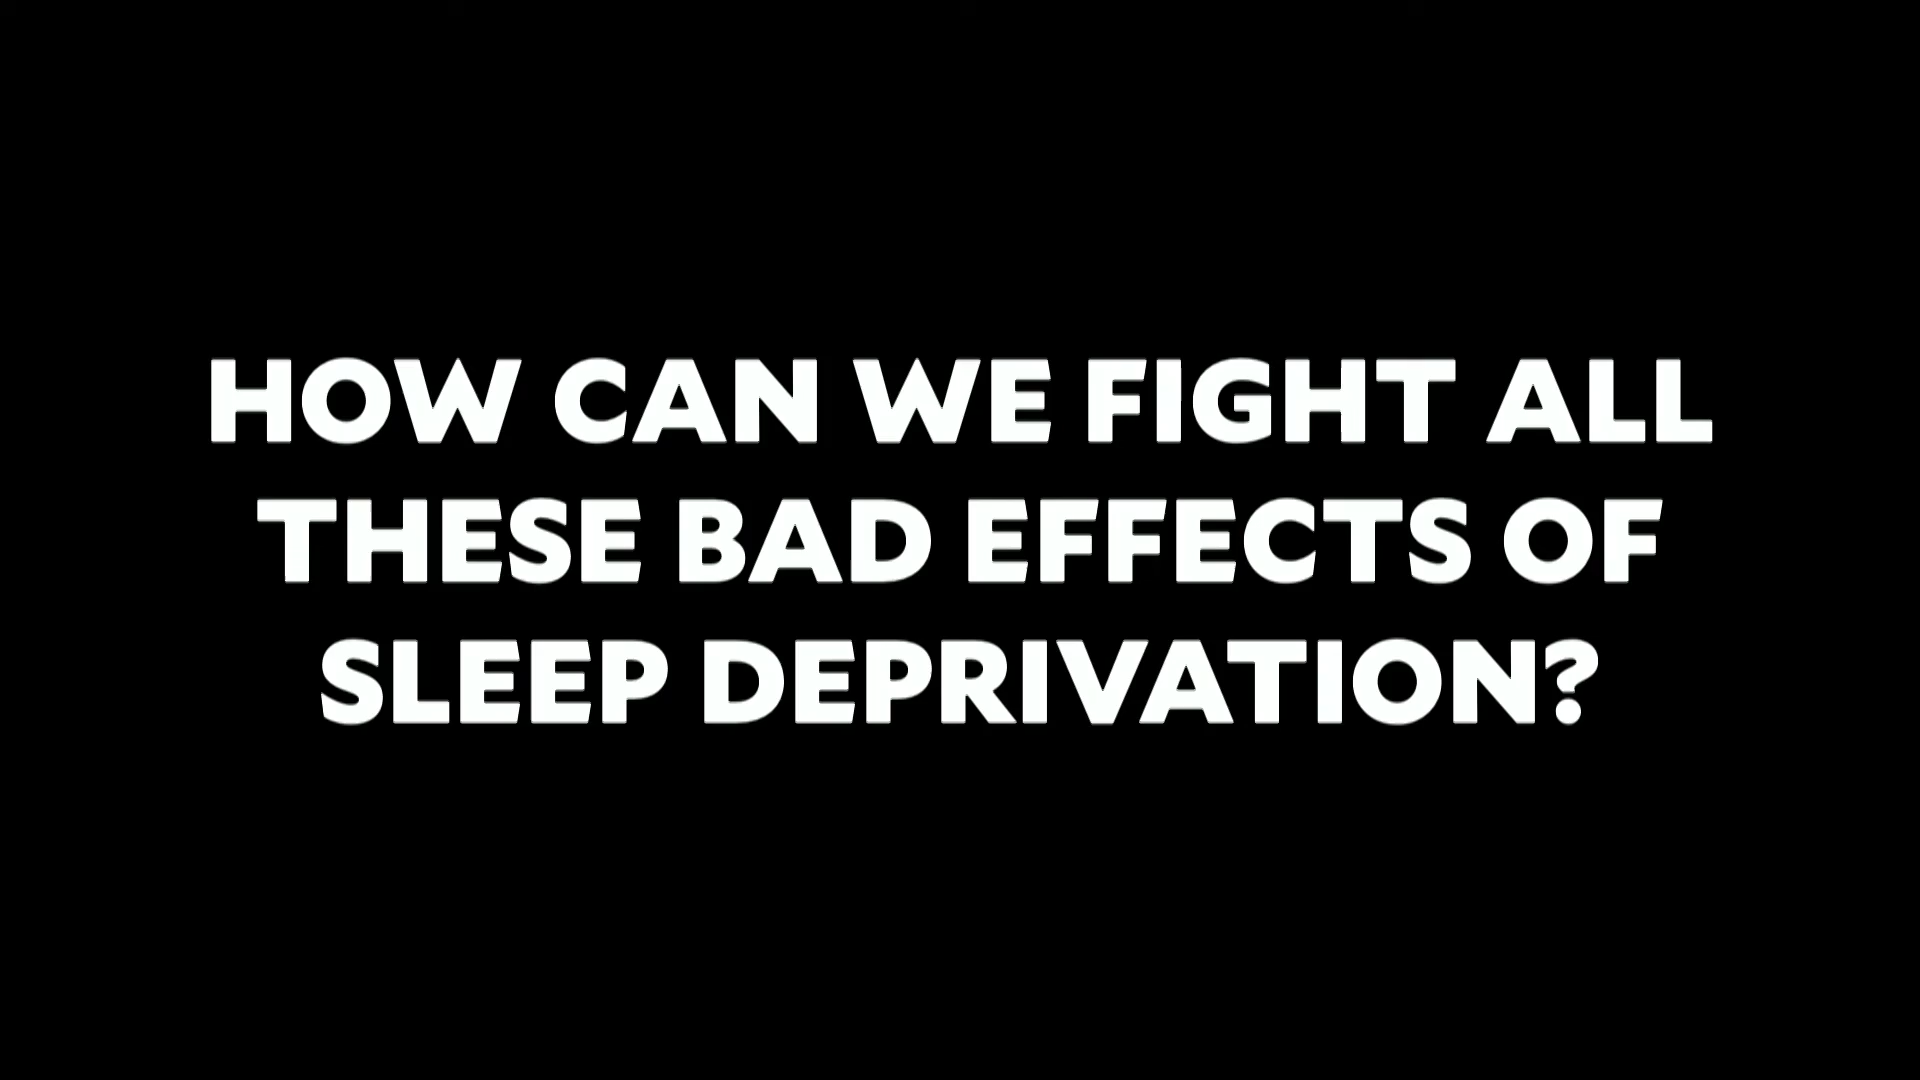 HOW CAN WE FIGHT ALL
THESE BAD EFFECTS OF
SLEEP DEPRIVATION?